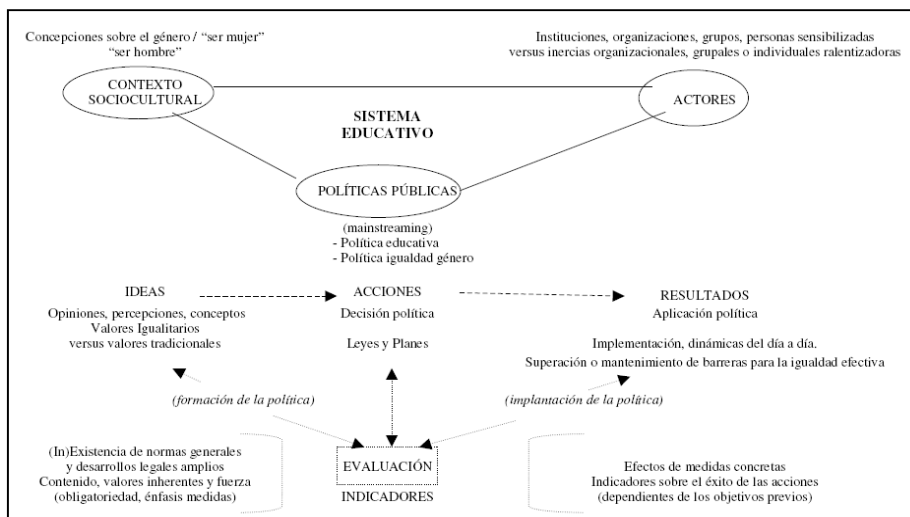 Concepciones sobre el género / “ser mujer”
“ser hombre”
Instituciones, organizaciones, grupos, personas sensibilizadas
versus inercias organizacionales, grupales o individuales ralentizadoras
CONTEXTO
SOCIOCULTURAL
ACTORES
SISTEMA
EDUCATIVO
POLÍTICAS PÚBLICAS
(mainstreaming)
- Política educativa
- Política igualdad género
IDEAS
Opiniones, percepciones, conceptos
Valores Igualitarios
versus valores tradicionales
ACCIONES
Decisión política
Leyes y Planes
RESULTADOS
Aplicación política
Implementación, dinámicas del día a día.
Superación o mantenimiento de barreras para la igualdad efectiva
(formación de la política)
(implantación de la política)
(In)Existencia de normas generales
y desarrollos legales amplios
Contenido, valores inherentes y fuerza
(obligatoriedad, énfasis medidas)
EVALUACIÓN
INDICADORES
Efectos de medidas concretas
Indicadores sobre el éxito de las acciones
(dependientes de los objetivos previos)